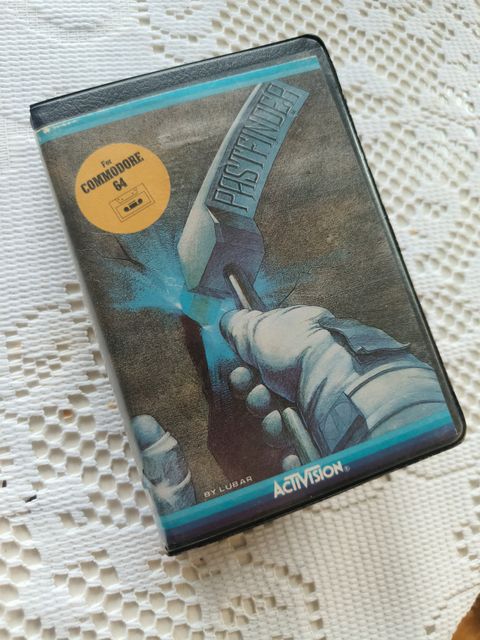 For
COMMODORE
64
PASTFINDER
BY LUBAR
ACTIVISION®